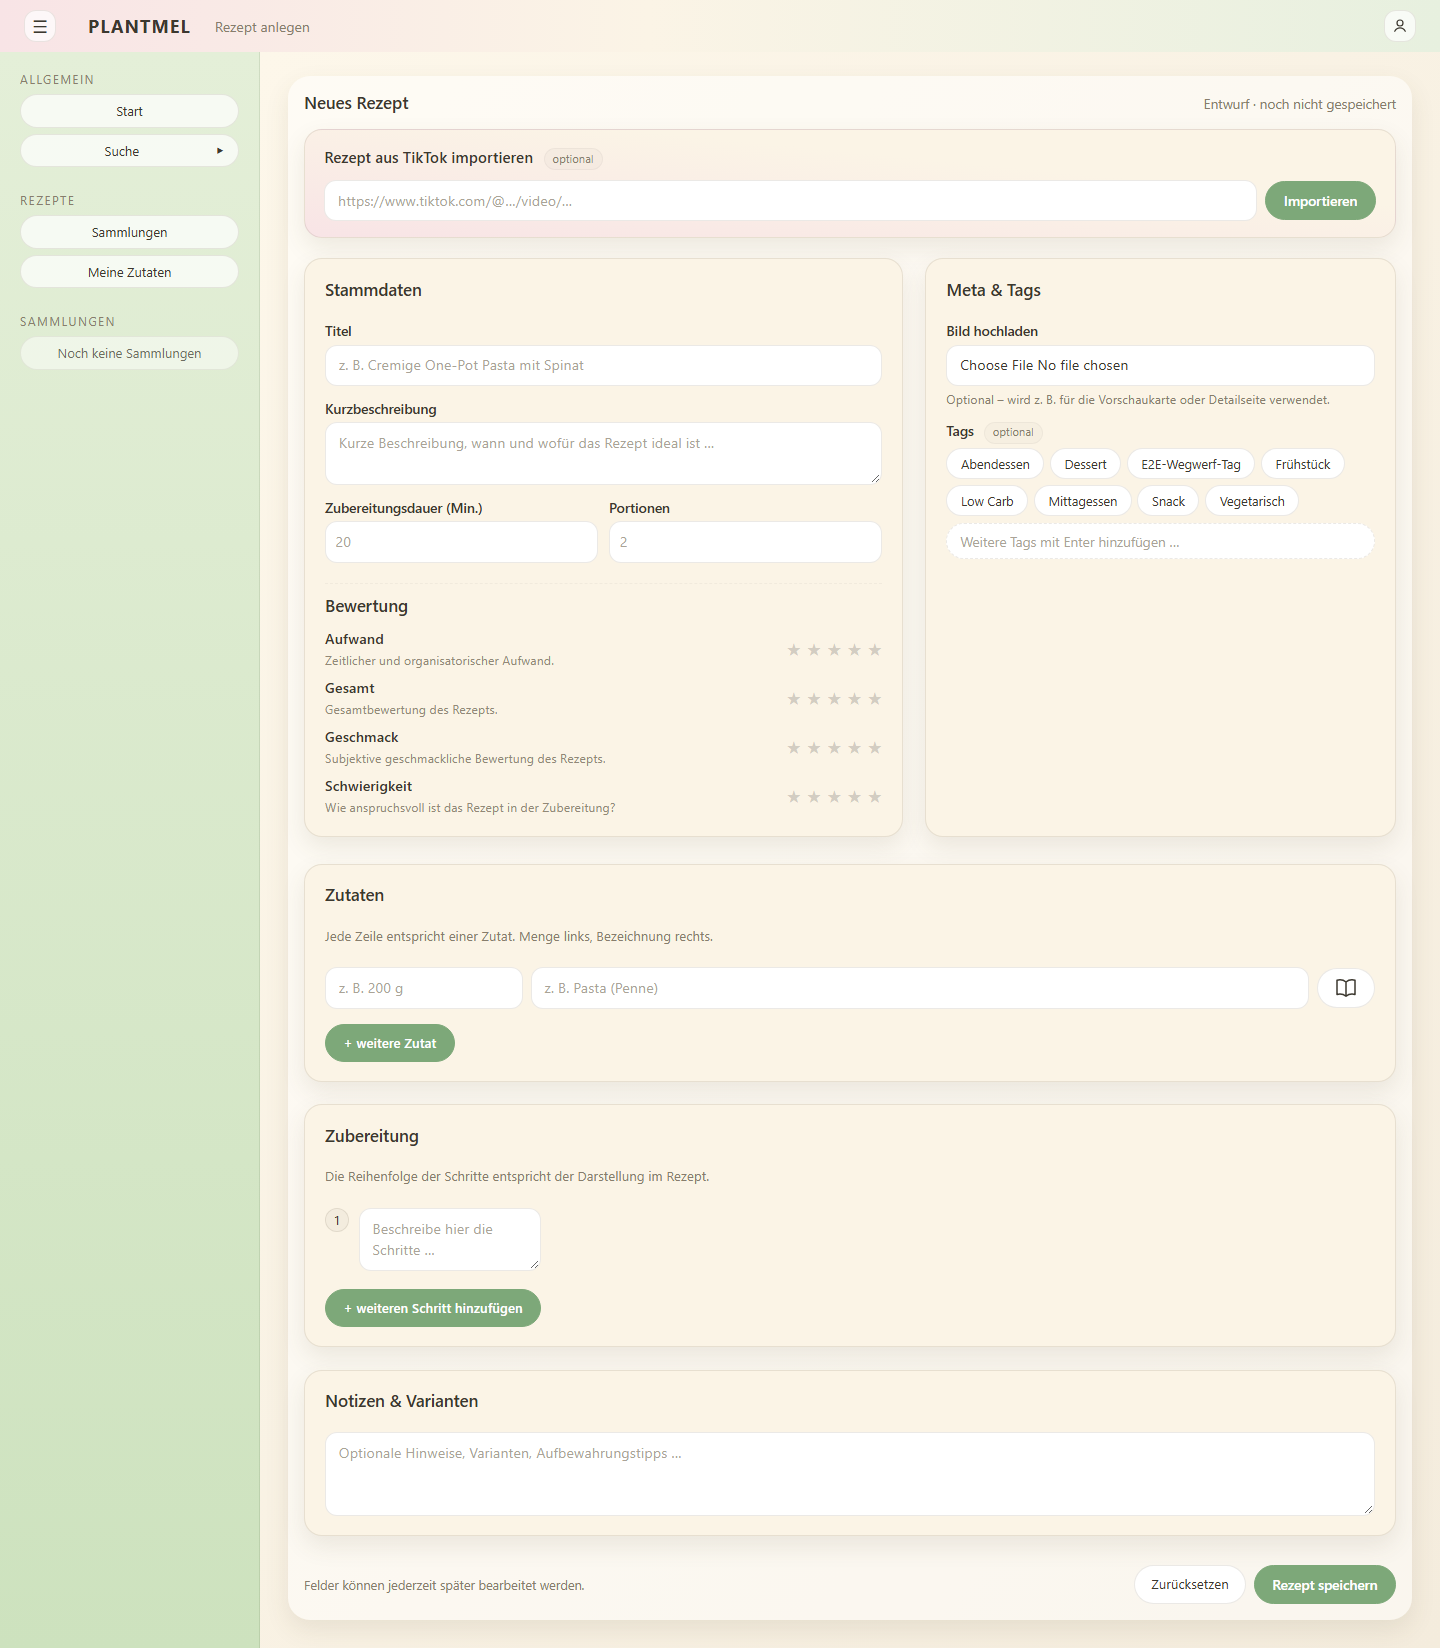 ☰ PLANTMEL Rezept anlegen
ALLGEMEIN
Start
Suche ▸
REZEPTE
Sammlungen
Meine Zutaten
SAMMLUNGEN
Noch keine Sammlungen
Neues Rezept
Entwurf · noch nicht gespeichert
Rezept aus TikTok importieren optional
https://www.tiktok.com/@.../video/... Importieren
Stammdaten
Titel
z. B. Cremige One-Pot Pasta mit Spinat
Kurzbeschreibung
Kurze Beschreibung, wann und wofür das Rezept ideal ist ...
Zubereitungsdauer (Min.) Portionen
20 2
Bewertung
Aufwand
Zeitlicher und organisatorischer Aufwand.
★ ★ ★ ★ ★
Gesamt
Gesamtbewertung des Rezepts.
★ ★ ★ ★ ★
Geschmack
Subjektive geschmackliche Bewertung des Rezepts.
★ ★ ★ ★ ★
Schwierigkeit
Wie anspruchsvoll ist das Rezept in der Zubereitung?
★ ★ ★ ★ ★
Meta & Tags
Bild hochladen
Choose File No file chosen
Optional – wird z. B. für die Vorschaukarte oder Detailseite verwendet.
Tags optional
Abendessen Dessert E2E-Wegwerf-Tag Frühstück
Low Carb Mittagessen Snack Vegetarisch
Weitere Tags mit Enter hinzufügen ...
Zutaten
Jede Zeile entspricht einer Zutat. Menge links, Bezeichnung rechts.
z. B. 200 g z. B. Pasta (Penne)
+ weitere Zutat
Zubereitung
Die Reihenfolge der Schritte entspricht der Darstellung im Rezept.
1 Beschreibe hier die
Schritte ...
+ weiteren Schritt hinzufügen
Notizen & Varianten
Optionale Hinweise, Varianten, Aufbewahrungstipps ...
Felder können jederzeit später bearbeitet werden.
Zurücksetzen Rezept speichern